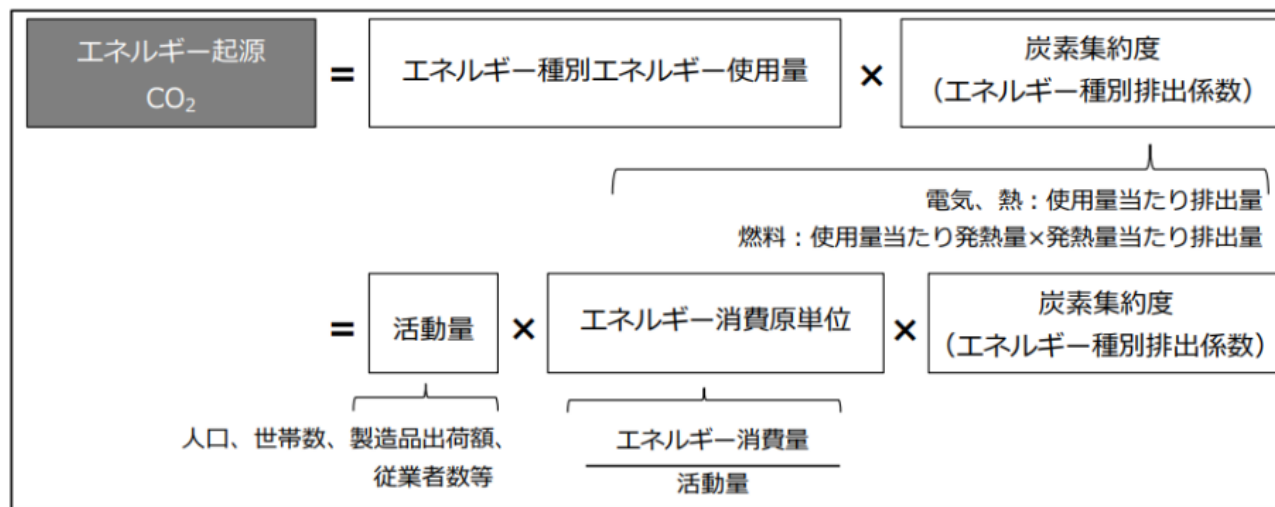 エネルギー起源
CO₂
=
エネルギー種別エネルギー使用量
×
炭素集約度
（エネルギー種別排出係数）
電気、熱：使用量当たり排出量
燃料：使用量当たり発熱量×発熱量当たり排出量
=
活動量
×
エネルギー消費原単位
×
炭素集約度
（エネルギー種別排出係数）
人口、世帯数、製造品出荷額、
従業者数等
エネルギー消費量
活動量